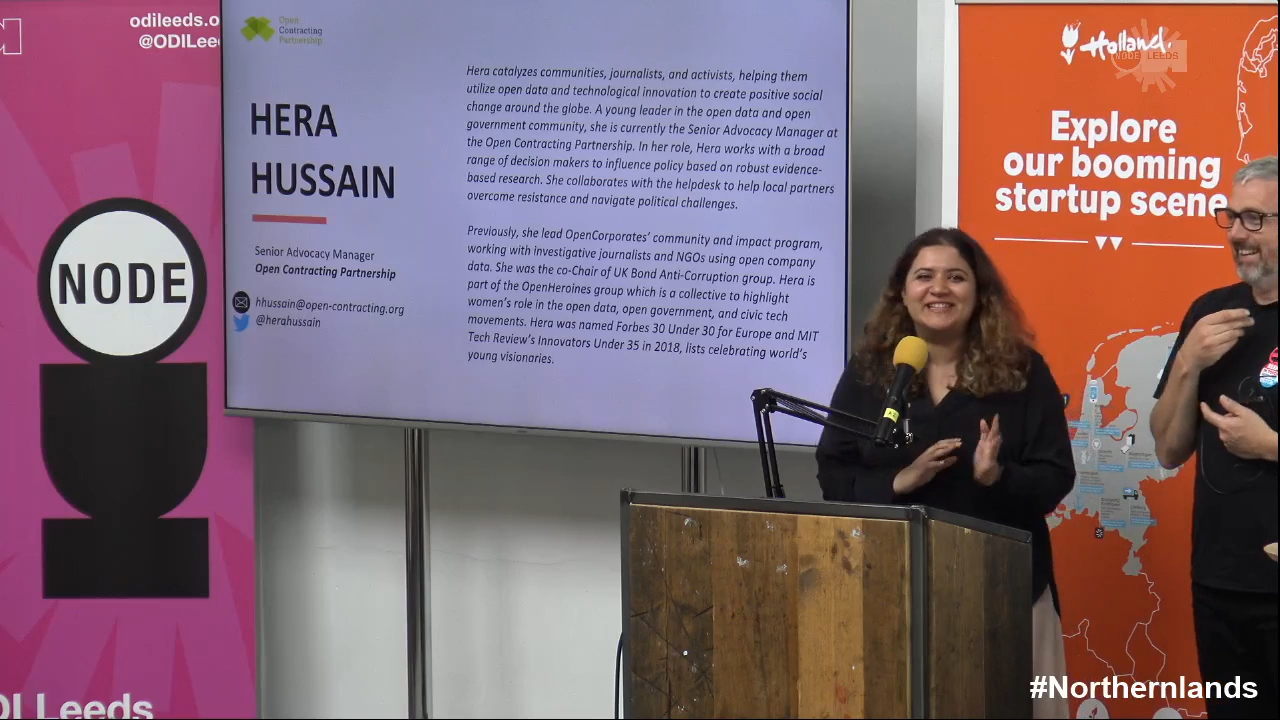 odileeds.o
@ODILee
NODE
ODI Leeds
Open
Contracting
Partnership
HERA
HUSSAIN
Senior Advocacy Manager
Open Contracting Partnership
hhussain@open-contracting.org
@herahussain
Hera catalyzes communities, journalists, and activists, helping them
utilize open data and technological innovation to create positive social
change around the globe. A young leader in the open data and open
government community, she is currently the Senior Advocacy Manager at
the Open Contracting Partnership. In her role, Hera works with a broad
range of decision makers to influence policy based on robust evidence-
based research. She collaborates with the helpdesk to help local partners
overcome resistance and navigate political challenges.
Previously, she lead OpenCorporates' community and impact program,
working with investigative journalists and NGOs using open company
data. She was the co-Chair of UK Bond Anti-Corruption group. Hera is
part of the OpenHeroines group which is a collective to highlight
women's role in the open data, open government, and civic tech
movements. Hera was named Forbes 30 Under 30 for Europe and MIT
Tech Review's Innovators Under 35 in 2018, lists celebrating world's
young visionaries.
Holland.
NODE LEEDS
Explore
our booming
startup scene
#Northernlands